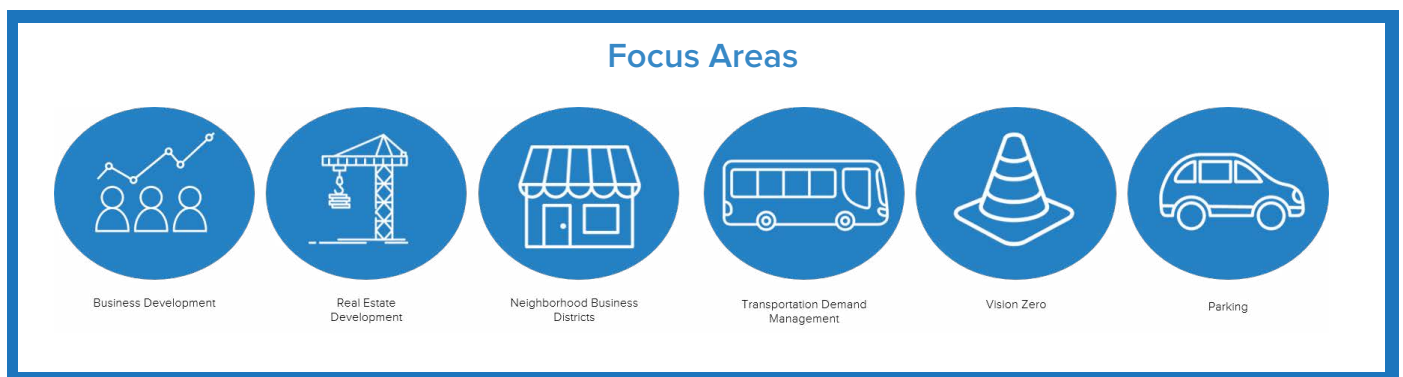 Focus Areas
Business Development
Real Estate
Development
Neighborhood Business
Districts
Transportation Demand
Management
Vision Zero
Parking